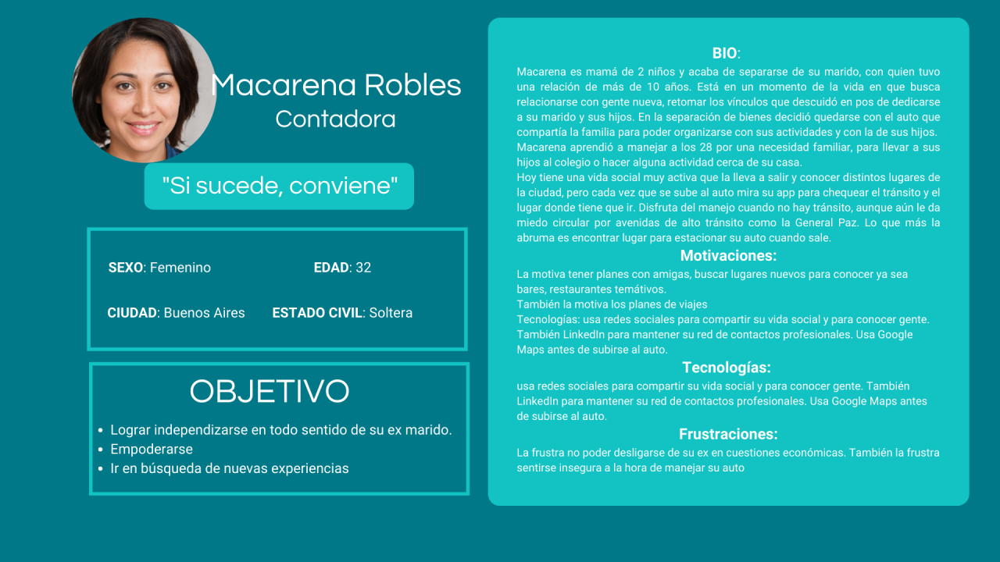 Macarena Robles
Contadora
"Si sucede, conviene"
SEXO: Femenino
EDAD: 32
CIUDAD: Buenos Aires
ESTADO CIVIL: Soltera
OBJETIVO
• Lograr independizarse en todo sentido de su ex marido.
• Empoderarse
• Ir en búsqueda de nuevas experiencias
BIO:
Macarena es mamá de 2 niños y acaba de separarse de su marido, con quien tuvo
una relación de más de 10 años. Está en un momento de la vida en que busca
relacionarse con gente nueva, retomar los vínculos que descuidó en pos de dedicarse
a su marido y sus hijos. En la separación de bienes decidió quedarse con el auto que
compartía la familia para poder organizarse con sus actividades y con la de sus hijos.
Macarena aprendió a manejar a los 28 por una necesidad familiar, para llevar a sus
hijos al colegio o hacer alguna actividad cerca de su casa.
Hoy tiene una vida social muy activa que la lleva a salir y conocer distintos lugares de
la ciudad, pero cada vez que se sube al auto mira su app para chequear el tránsito y el
lugar donde tiene que ir. Disfruta del manejo cuando no hay tránsito, aunque aún le da
miedo circular por avenidas de alto tránsito como la General Paz. Lo que más la
abruma es encontrar lugar para estacionar su auto cuando sale.
Motivaciones:
La motiva tener planes con amigas, buscar lugares nuevos para conocer ya sea
bares, restaurantes temátivos.
También la motiva los planes de viajes
Tecnologías: usa redes sociales para compartir su vida social y para conocer gente.
También LinkedIn para mantener su red de contactos profesionales. Usa Google
Maps antes de subirse al auto.
Tecnologías:
usa redes sociales para compartir su vida social y para conocer gente. También
LinkedIn para mantener su red de contactos profesionales. Usa Google Maps antes
de subirse al auto.
Frustraciones:
La frustra no poder desligarse de su ex en cuestiones económicas. También la frustra
sentirse insegura a la hora de manejar su auto